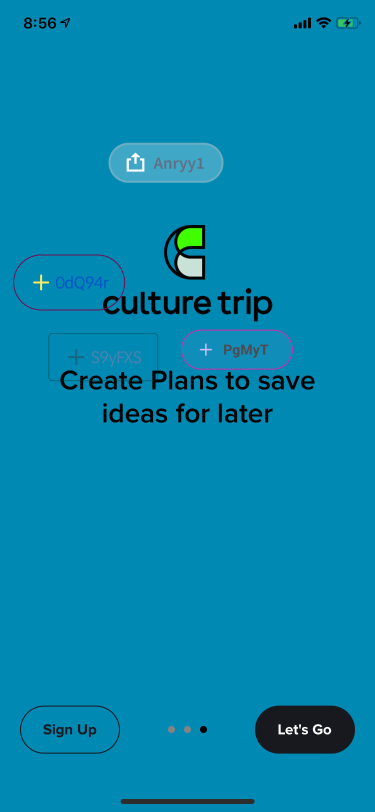 8:56
Anryy1
0dQ94r
culture trip
S9yFXS
PgMyT
Create Plans to save
ideas for later
Sign Up
Let's Go